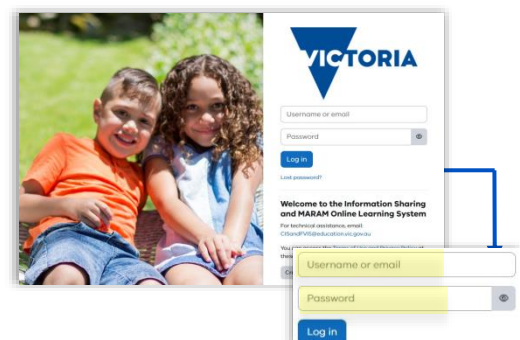 VICTORIA
Username or email
Password
Log in
Lost password?
Welcome to the Information Sharing
and MARAM Online Learning System
For technical assistance, email:
CISandFVIS@education.vic.gov.au
Username or email
Password
Log in